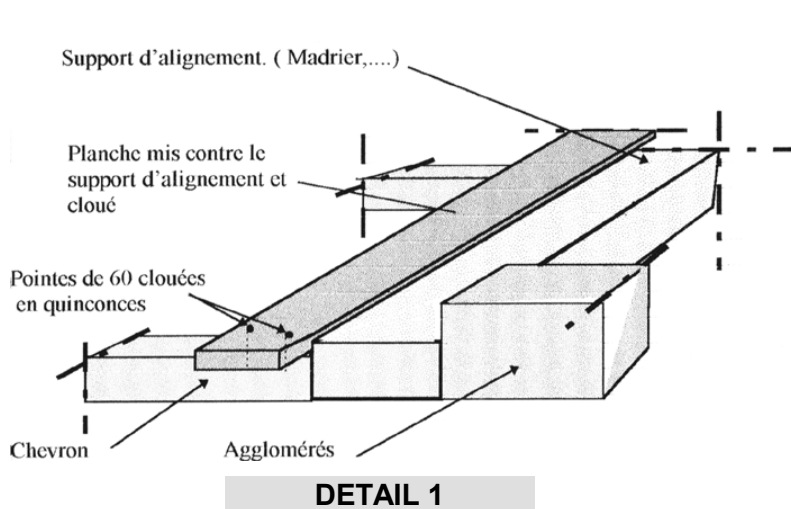 Support d'alignement. ( Madrier,....)
Planche mis contre le
support d'alignement et
cloué
Pointes de 60 clouées
en quinconces
Chevron
Agglomérés
DETAIL 1